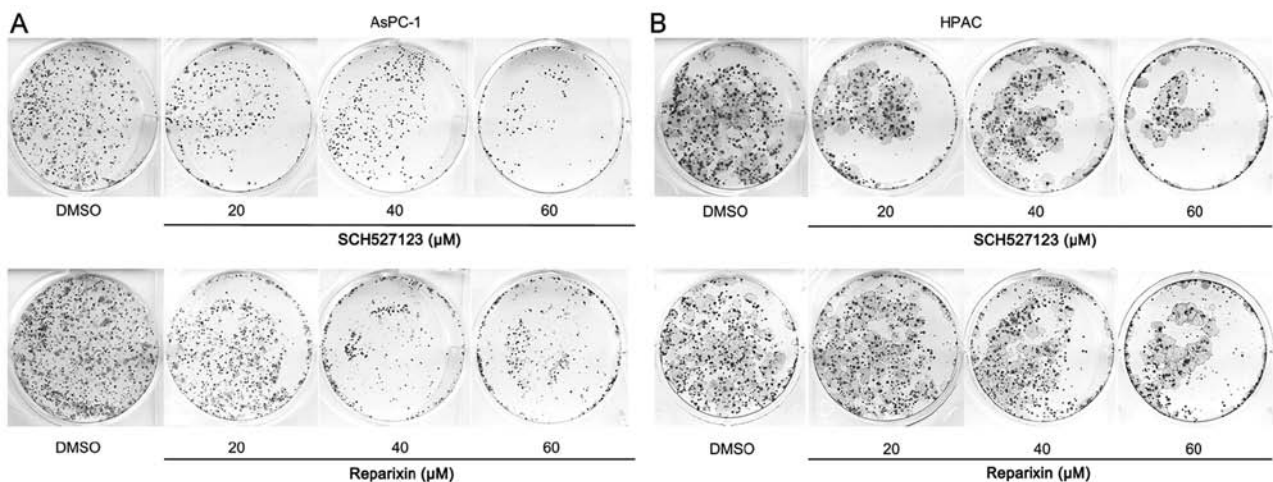 A
AsPC-1
DMSO
20
40
60
SCH527123 (µM)
DMSO
20
40
60
Reparixin (µM)
B
HPAC
DMSO
20
40
60
SCH527123 (µM)
DMSO
20
40
60
Reparixin (µM)